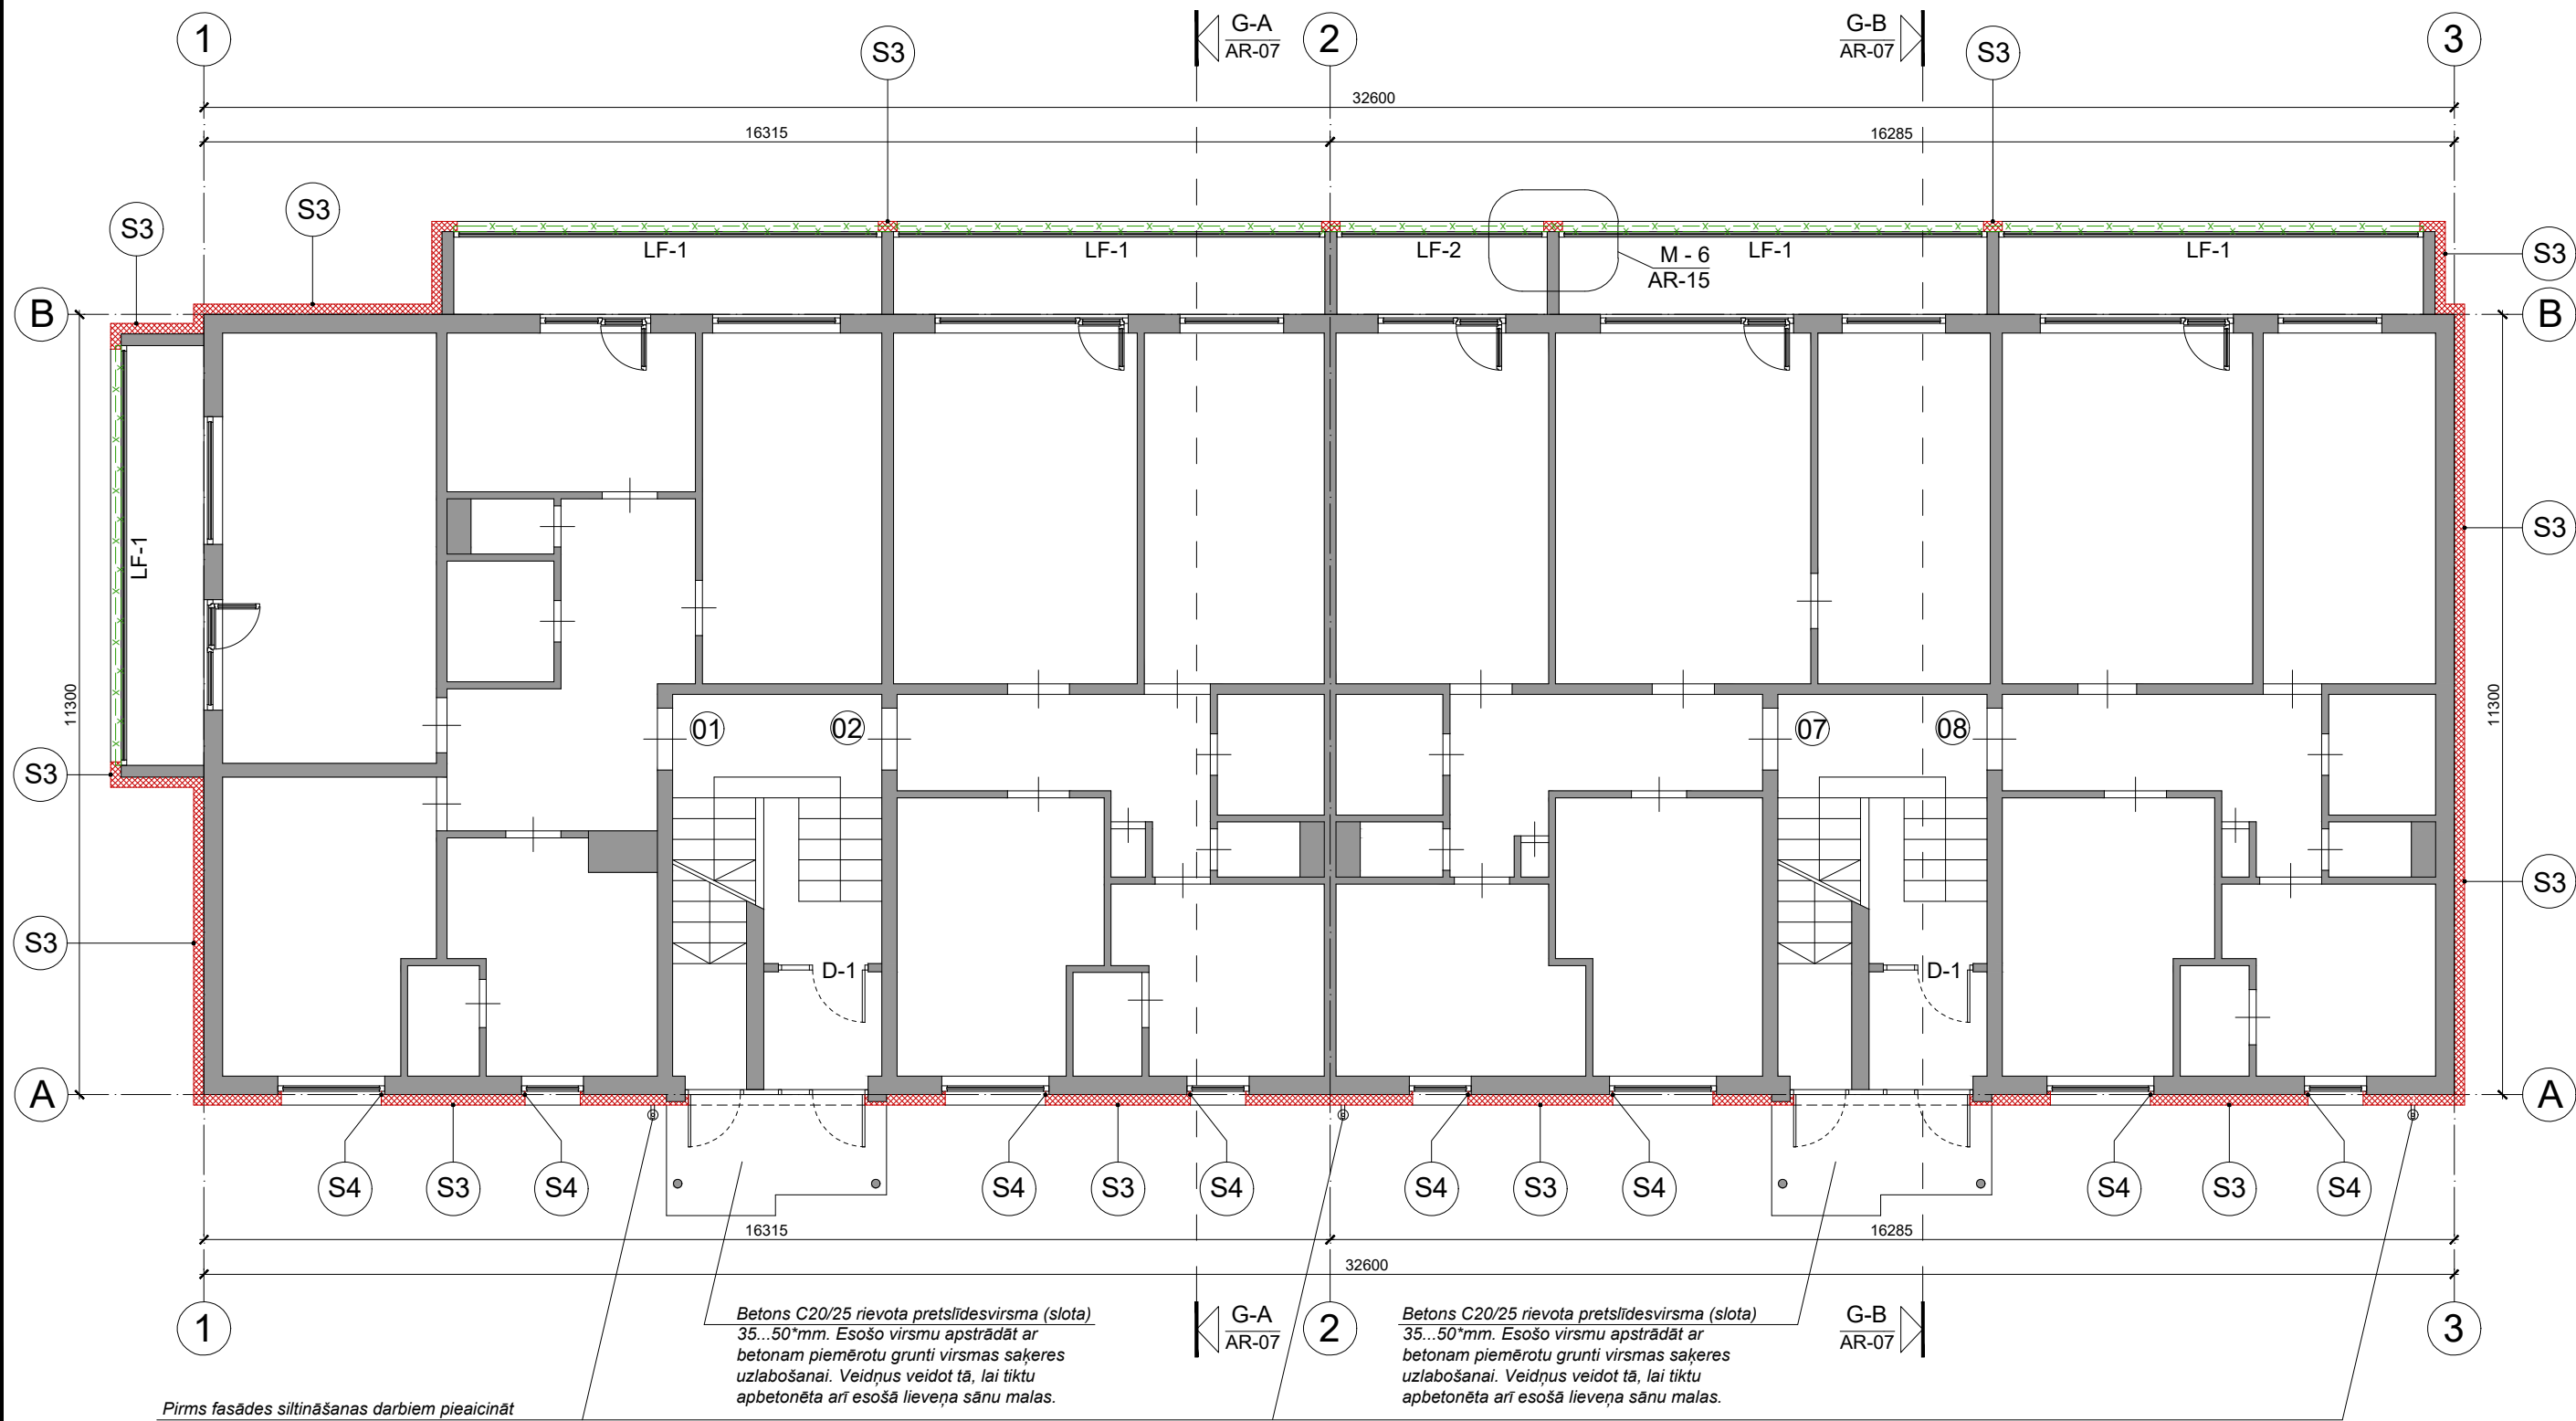 1
S3
G-A
AR-07
2
G-B
AR-07
S3
3
32600
16315
16285
S3
S3
LF-1
LF-1
LF-2
LF-1
LF-1
M - 6
AR-15
S3
B
B
S3
LF-1
11300
11300
01
02
07
08
S3
S3
S3
D-1
D-1
A
A
S4
S3
S4
S4
S3
S4
S4
S3
S4
S4
S3
S4
16315
16285
32600
1
G-A
AR-07
2
G-B
AR-07
3
Betons C20/25 rievota pretslīdesvirsma (slota)
35...50*mm. Esošo virsmu apstrādāt ar
betonam piemērotu grunti virsmas saķeres
uzlabošanai. Veidņus veidot tā, lai tiktu
apbetonēta arī esošā lieveņa sānu malas.
Betons C20/25 rievota pretslīdesvirsma (slota)
35...50*mm. Esošo virsmu apstrādāt ar
betonam piemērotu grunti virsmas saķeres
uzlabošanai. Veidņus veidot tā, lai tiktu
apbetonēta arī esošā lieveņa sānu malas.
Pirms fasādes siltināšanas darbiem pieaicināt